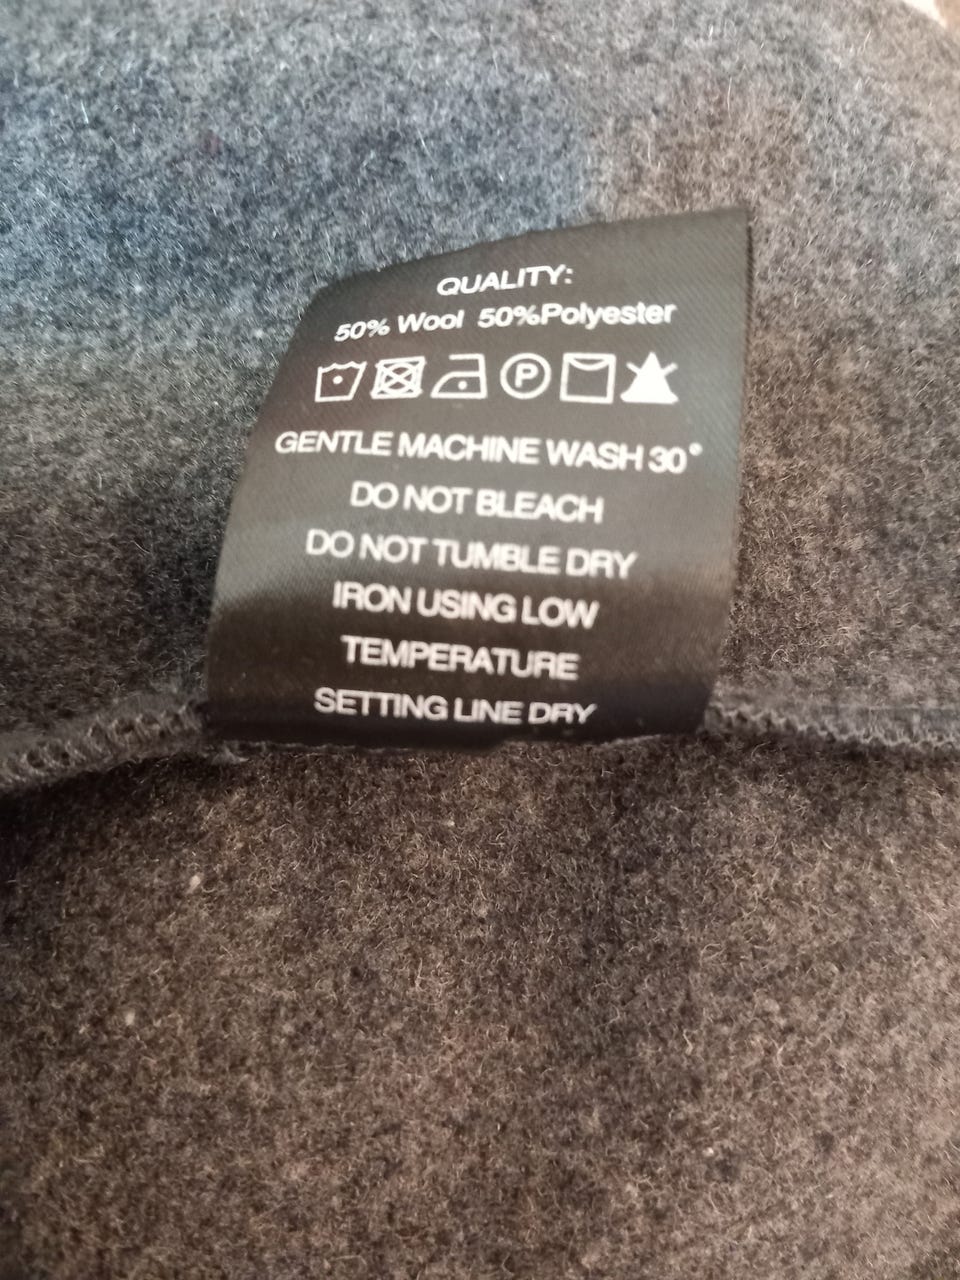 QUALITY:
50% Wool 50%Polyester
P
GENTLE MACHINE WASH 30°
DO NOT BLEACH
DO NOT TUMBLE DRY
IRON USING LOW
TEMPERATURE
SETTING LINE DRY